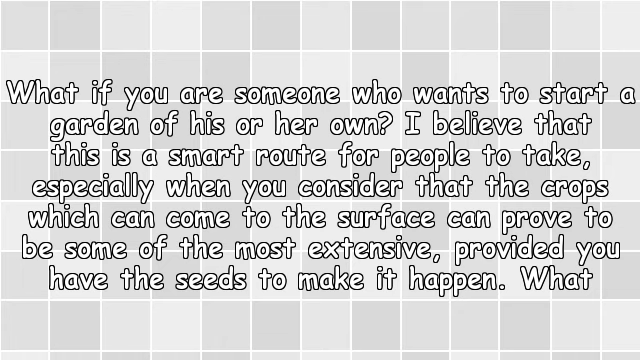 What if you are someone who wants to start a
garden of his or her own? I believe that
this is a smart route for people to take,
especially when you consider that the crops
which can come to the surface can prove to
be some of the most extensive, provided you
have the seeds to make it happen. What